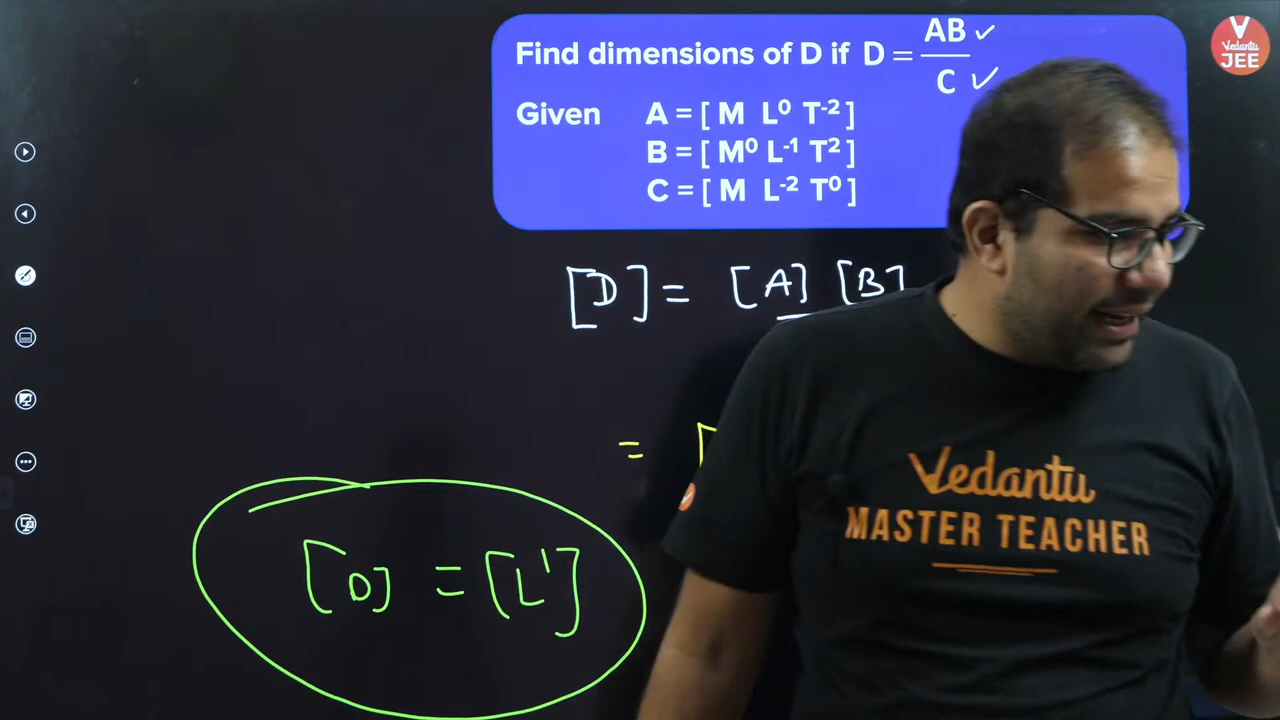 Find dimensions of D if D = AB ✓
C ✓
Given A = [ M L⁰ T⁻² ]
B = [ M⁰ L⁻¹ T² ]
C = [ M L⁻² T⁰ ]
V
Vedantu
JEE
[D] = [A] [B]
=
[D] = [L¹]
Vedantu
MASTER TEACHER